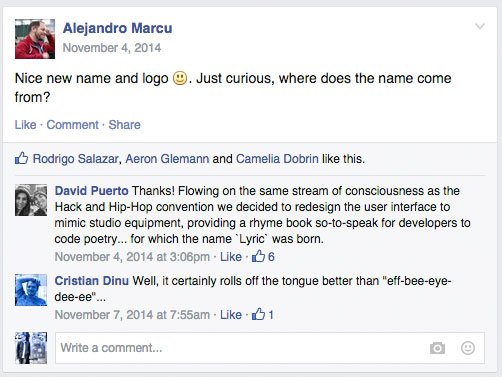 Alejandro Marcu
November 4, 2014
Nice new name and logo . Just curious, where does the name come
from?
Like · Comment · Share
Rodrigo Salazar, Aeron Glemann and Camelia Dobrin like this.
David Puerto Thanks! Flowing on the same stream of consciousness as the
Hack and Hip-Hop convention we decided to redesign the user interface to
mimic studio equipment, providing a rhyme book so-to-speak for developers to
code poetry... for which the name `Lyric` was born.
November 4, 2014 at 3:06pm · Like · 6
Cristian Dinu Well, it certainly rolls off the tongue better than "eff-bee-eye-
dee-ee"...
November 7, 2014 at 7:55am · Like · 1
Write a comment...